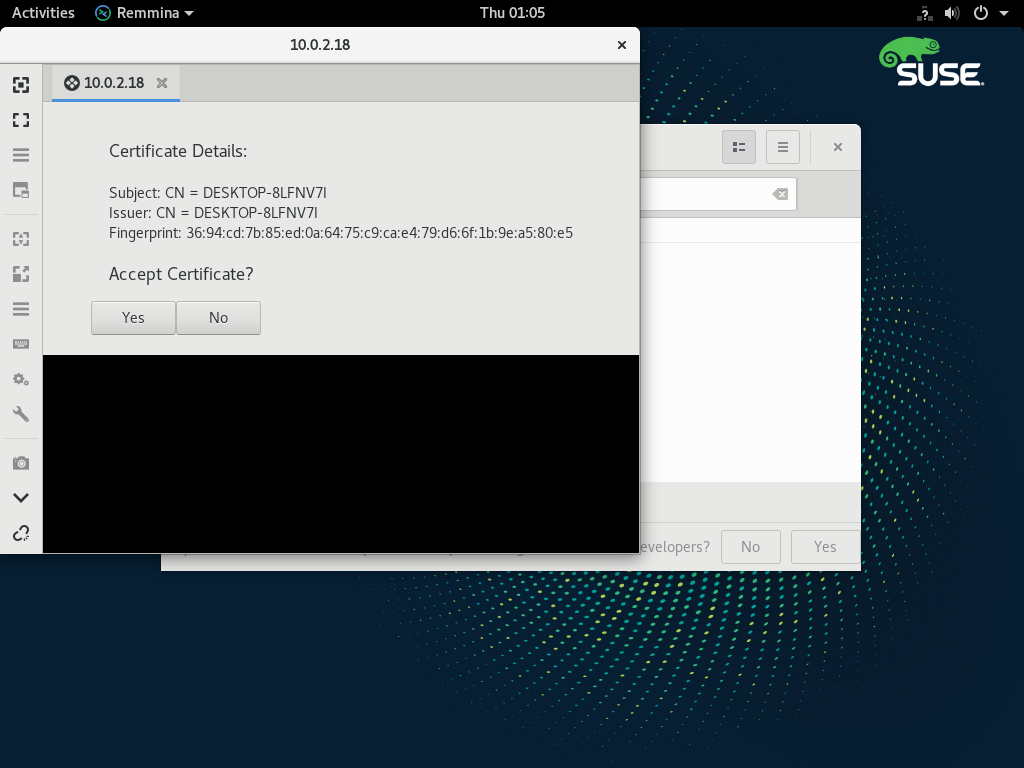 Activities Remmina Thu 01:05
10.0.2.18
SUSE
10.0.2.18
Certificate Details:
Subject: CN = DESKTOP-8LFNV7I
Issuer: CN = DESKTOP-8LFNV7I
Fingerprint: 36:94:cd:7b:85:ed:0a:64:75:c9:ca:e4:79:d6:6f:1b:9e:a5:80:e5
Accept Certificate?
Yes No
evelopers? No Yes